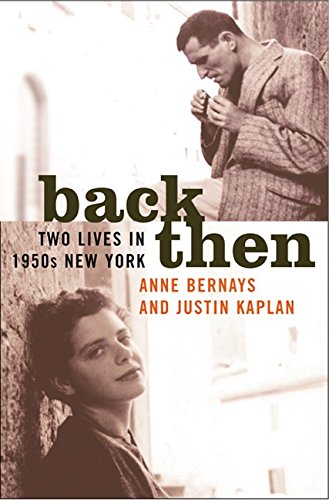 back
TWO LIVES IN
1950s NEW YORK
then
ANNE BERNAYS
AND JUSTIN KAPLAN